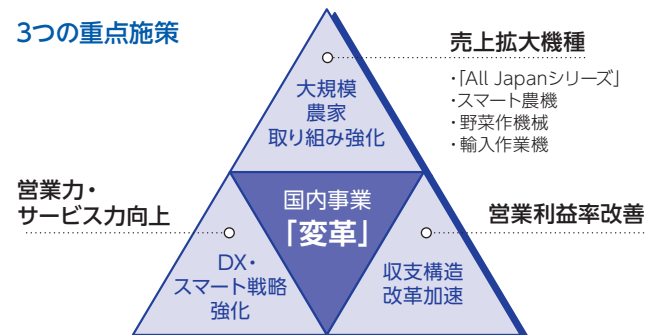 3つの重点施策
売上拡大機種
・「All Japanシリーズ」
・スマート農機
・野菜作機械
・輸入作業機
大規模
農家
取り組み強化
営業力・
サービス力向上
国内事業
「変革」
営業利益率改善
DX・
スマート戦略
強化
収支構造
改革加速